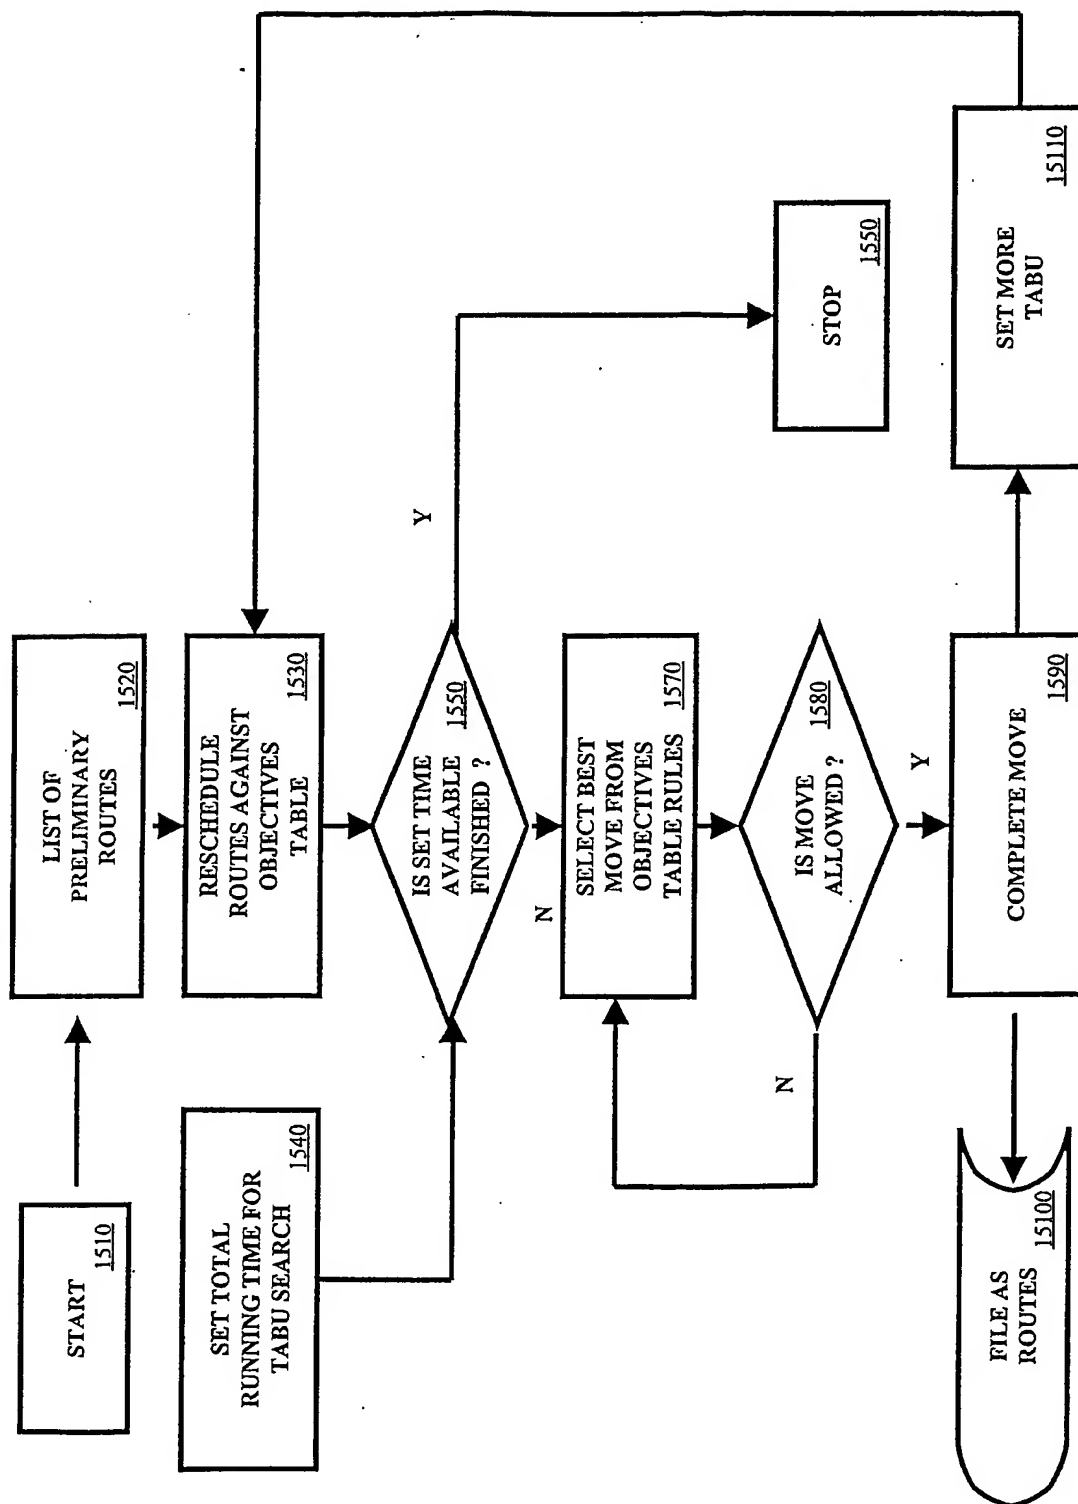 START
1510
LIST OF
PRELIMINARY
ROUTES
1520
RESCHEDULE
ROUTES AGAINST
OBJECTIVES
TABLE
1530
SET TOTAL
RUNNING TIME FOR
TABU SEARCH
1540
IS SET TIME
AVAILABLE
FINISHED ?
1550
Y
STOP
1550
N
SELECT BEST
MOVE FROM
OBJECTIVES
TABLE RULES
1570
IS MOVE
ALLOWED ?
1580
N
Y
COMPLETE MOVE
1590
FILE AS
ROUTES
15100
SET MORE
TABU
15110